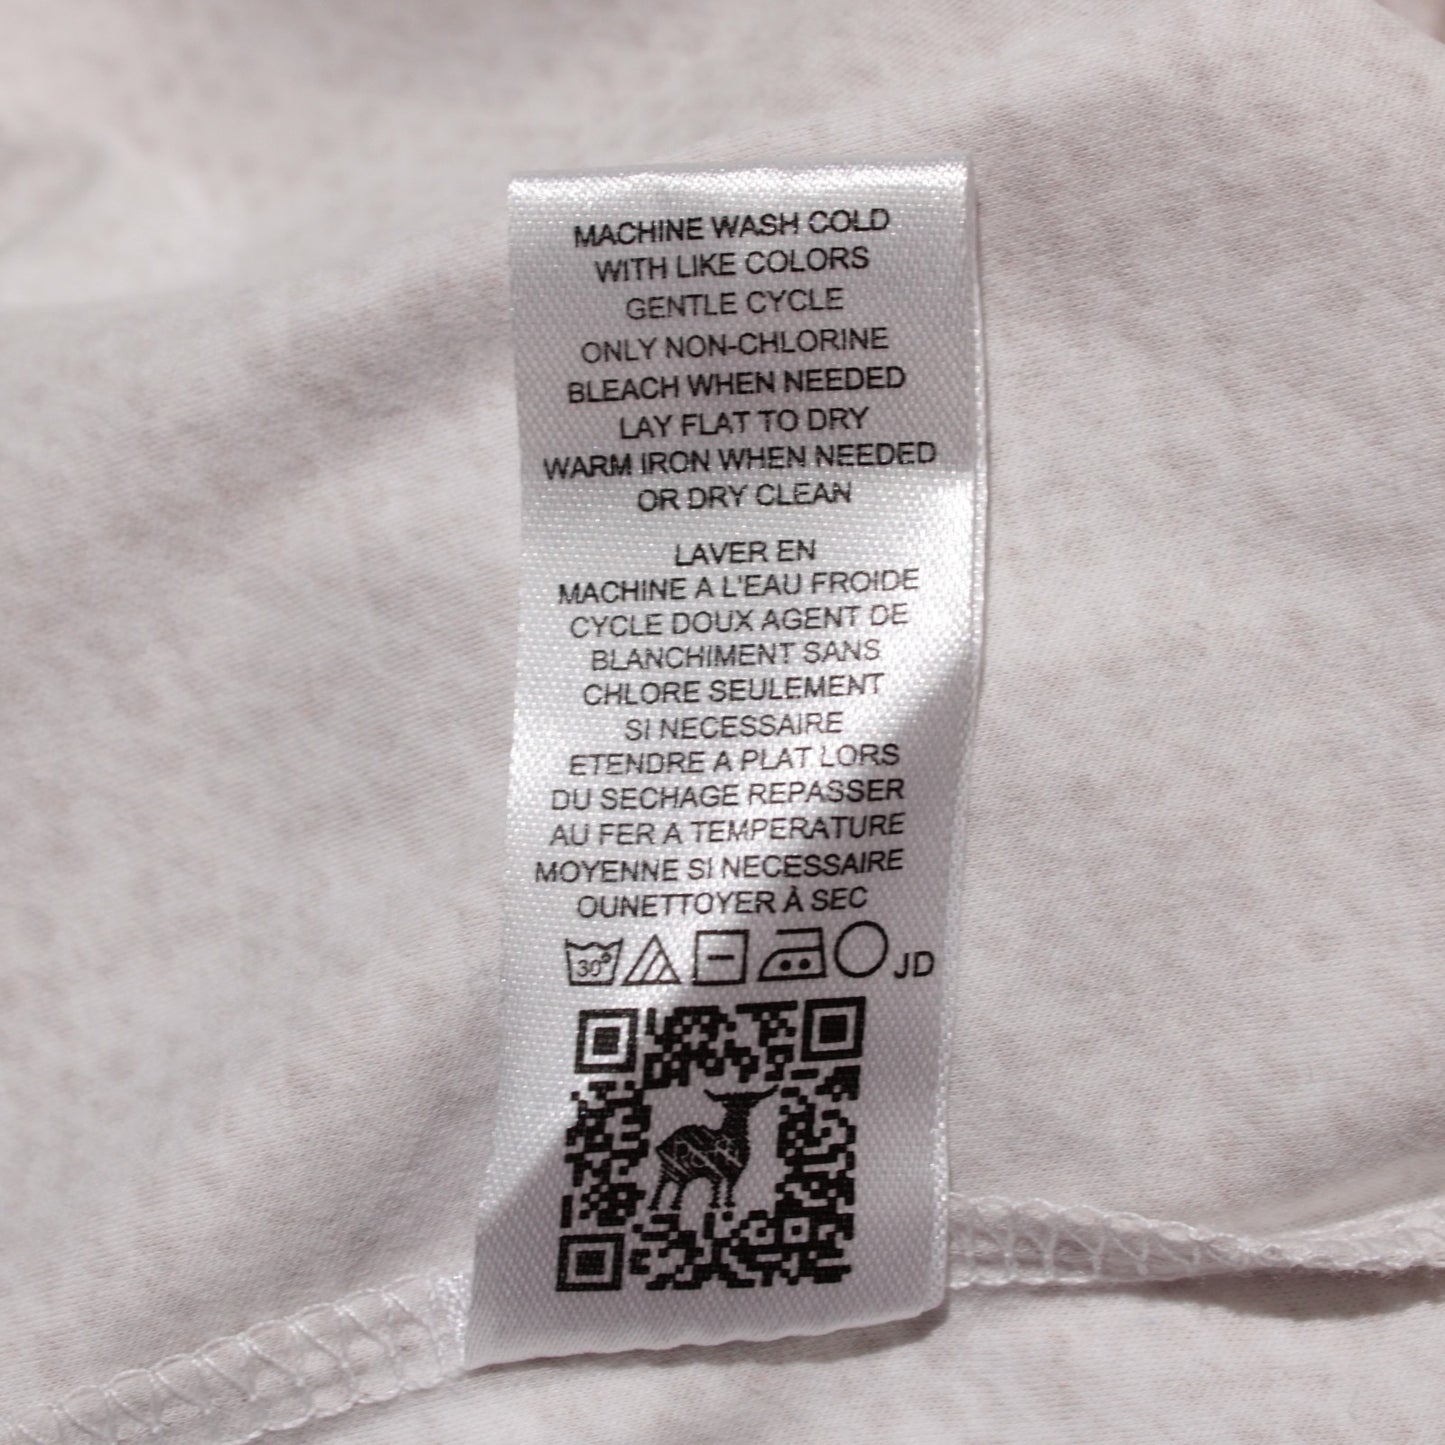 MACHINE WASH COLD
WITH LIKE COLORS
GENTLE CYCLE
ONLY NON-CHLORINE
BLEACH WHEN NEEDED
LAY FLAT TO DRY
WARM IRON WHEN NEEDED
OR DRY CLEAN
LAVER EN
MACHINE A L'EAU FROIDE
CYCLE DOUX AGENT DE
BLANCHIMENT SANS
CHLORE SEULEMENT
SI NECESSAIRE
ETENDRE A PLAT LORS
DU SECHAGE REPASSER
AU FER A TEMPERATURE
MOYENNE SI NECESSAIRE
OUNETTOYER À SEC
30° JD